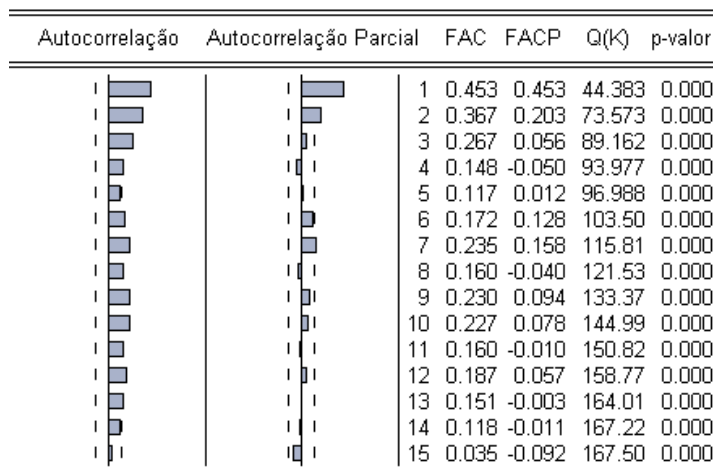 Autocorrelação Autocorrelação Parcial FAC FACP Q(K) p-valor
1 0.453 0.453 44.383 0.000
2 0.367 0.203 73.573 0.000
3 0.267 0.056 89.162 0.000
4 0.148 -0.050 93.977 0.000
5 0.117 0.012 96.988 0.000
6 0.172 0.128 103.50 0.000
7 0.235 0.158 115.81 0.000
8 0.160 -0.040 121.53 0.000
9 0.230 0.094 133.37 0.000
10 0.227 0.078 144.99 0.000
11 0.160 -0.010 150.82 0.000
12 0.187 0.057 158.77 0.000
13 0.151 -0.003 164.01 0.000
14 0.118 -0.011 167.22 0.000
15 0.035 -0.092 167.50 0.000